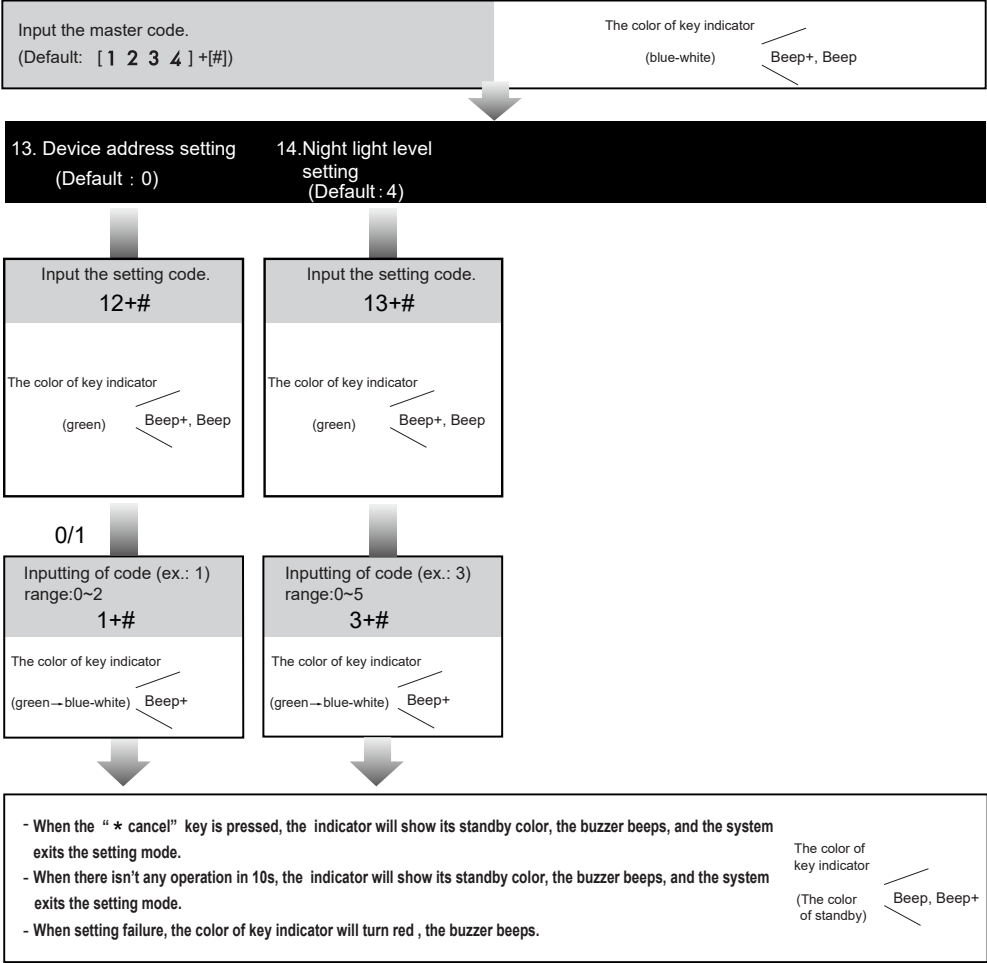 Input the master code.
(Default: [1 2 3 4]+[#])
The color of key indicator
(blue-white)
Beep+, Beep
13. Device address setting
(Default : 0)
14.Night light level
setting
(Default:4)
Input the setting code.
12+#
The color of key indicator
(green)
Beep+, Beep
Input the setting code.
13+#
The color of key indicator
(green)
Beep+, Beep
0/1
Inputting of code (ex.: 1)
range:0~2
1+#
The color of key indicator
(green→blue-white)
Beep+
Inputting of code (ex.: 3)
range:0~5
3+#
The color of key indicator
(green→blue-white)
Beep+
- When the “ * cancel” key is pressed, the indicator will show its standby color, the buzzer beeps, and the system
exits the setting mode.
- When there isn’t any operation in 10s, the indicator will show its standby color, the buzzer beeps, and the system
exits the setting mode.
- When setting failure, the color of key indicator will turn red , the buzzer beeps.
The color of
key indicator
(The color
of standby)
Beep, Beep+